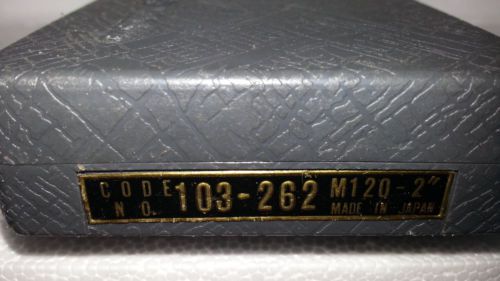 CODE NO. 103-262 M120-2"
MADE IN JAPAN